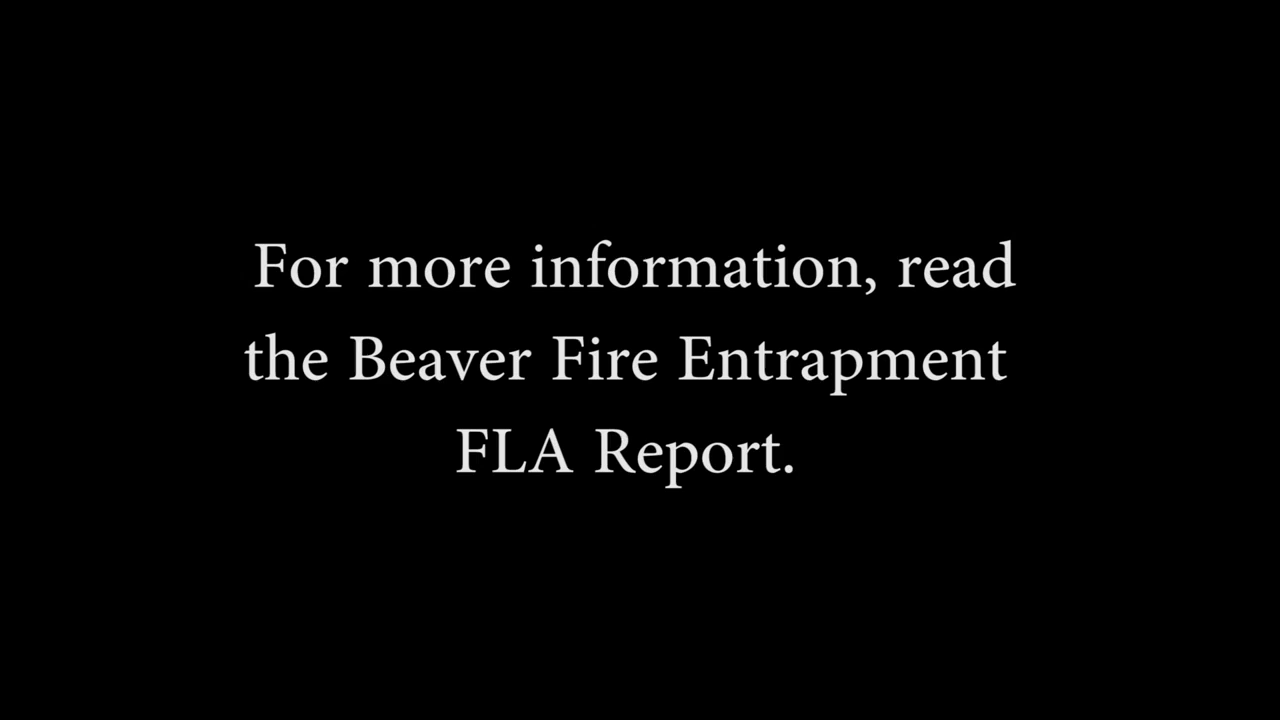 For more information, read
the Beaver Fire Entrapment
FLA Report.